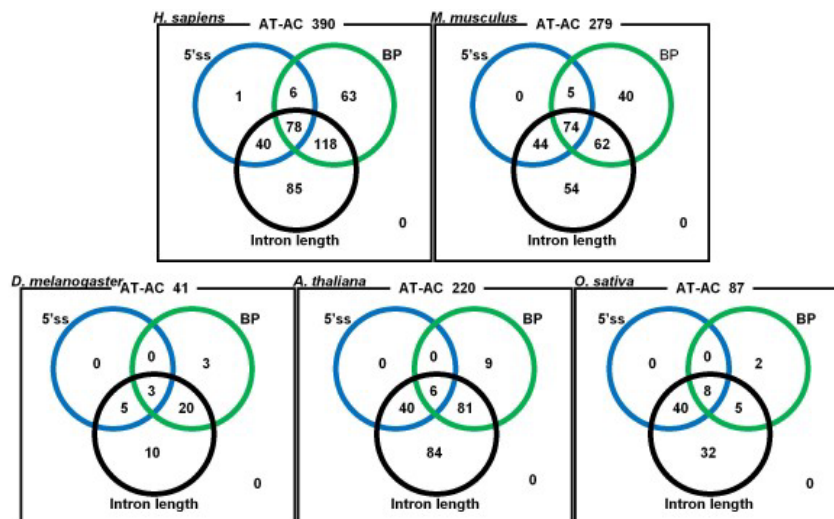 H. sapiens
AT-AC 390
5'ss
BP
1
6
63
78
40
118
85
Intron length
0
M. musculus
AT-AC 279
5'ss
BP
0
5
40
74
44
62
54
Intron length
0
D. melanogaster
AT-AC 41
5'ss
BP
0
0
3
3
5
20
10
Intron length
0
A. thaliana
AT-AC 220
5'ss
BP
0
0
9
6
40
81
84
Intron length
0
O. sativa
AT-AC 87
5'ss
BP
0
0
2
8
40
5
32
Intron length
0